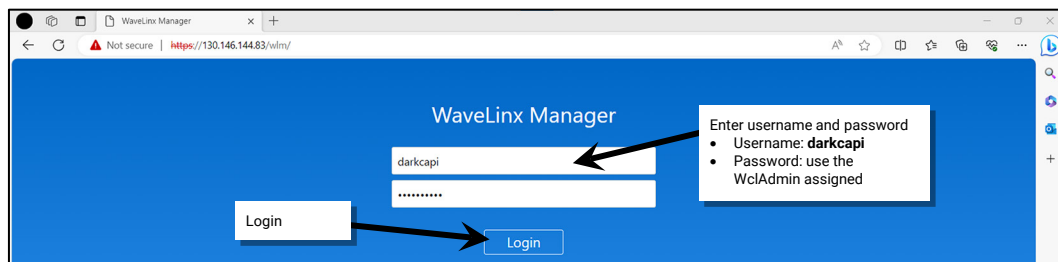 WaveLinx Manager
Not secure | https://130.146.144.83/wlm/
WaveLinx Manager
Enter username and password
• Username: darkcapi
• Password: use the
WclAdmin assigned
darkcapi
••••••••••
Login
Login